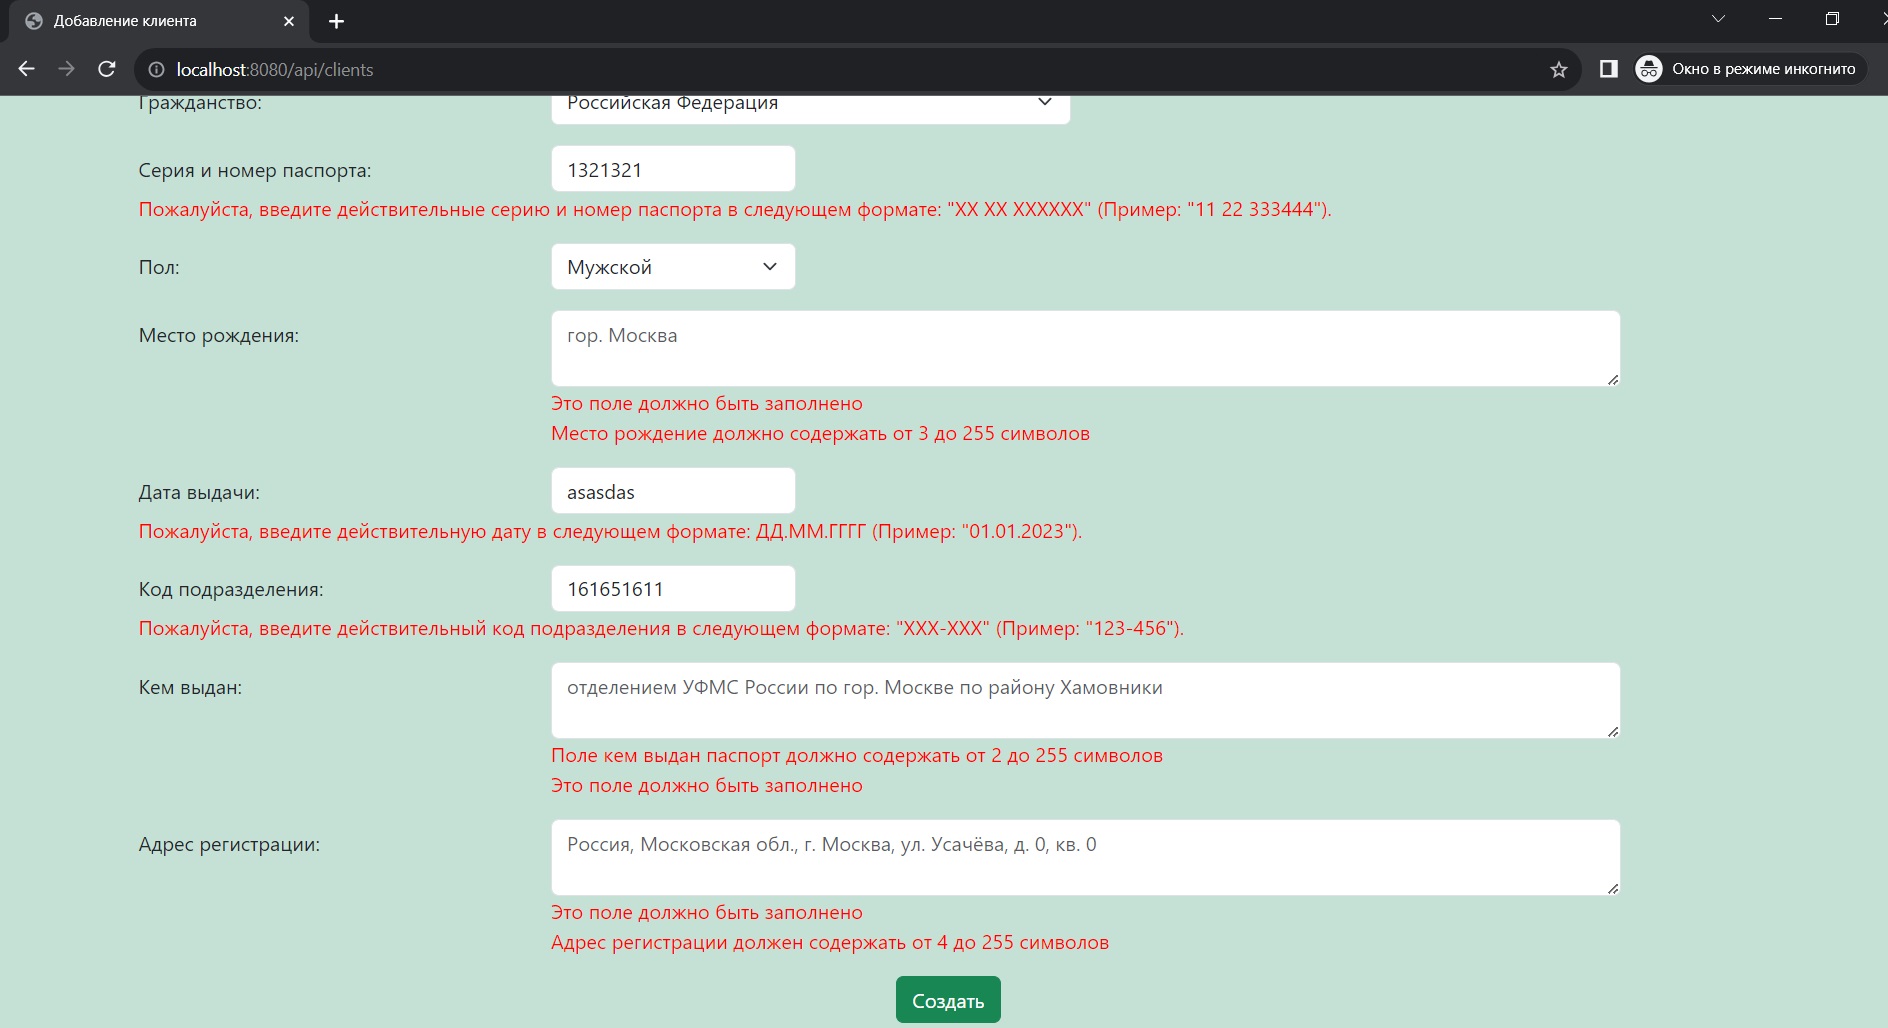 Добавление клиента
localhost:8080/api/clients
Окно в режиме инкогнито
Гражданство:
Российская Федерация
Серия и номер паспорта:
1321321
Пожалуйста, введите действительные серию и номер паспорта в следующем формате: "XX XX XXXXXX" (Пример: "11 22 333444").
Пол:
Мужской
Место рождения:
гор. Москва
Это поле должно быть заполнено
Место рождение должно содержать от 3 до 255 символов
Дата выдачи:
asasdas
Пожалуйста, введите действительную дату в следующем формате: ДД.ММ.ГГГГ (Пример: "01.01.2023").
Код подразделения:
161651611
Пожалуйста, введите действительный код подразделения в следующем формате: "XXX-XXX" (Пример: "123-456").
Кем выдан:
отделением УФМС России по гор. Москве по району Хамовники
Поле кем выдан паспорт должно содержать от 2 до 255 символов
Это поле должно быть заполнено
Адрес регистрации:
Россия, Московская обл., г. Москва, ул. Усачёва, д. 0, кв. 0
Это поле должно быть заполнено
Адрес регистрации должен содержать от 4 до 255 символов
Создать